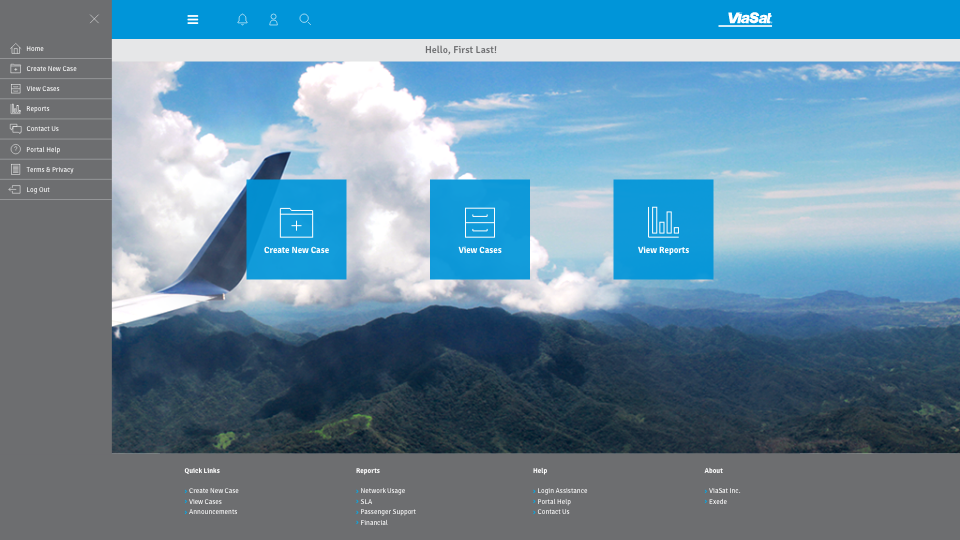 ViaSat
Hello, First Last!
Home
Create New Case
View Cases
Reports
Contact Us
Portal Help
Terms & Privacy
Log Out
Create New Case
View Cases
View Reports
Quick Links
Create New Case
View Cases
Announcements
Reports
Network Usage
SLA
Passenger Support
Financial
Help
Login Assistance
Portal Help
Contact Us
About
ViaSat Inc.
Exede